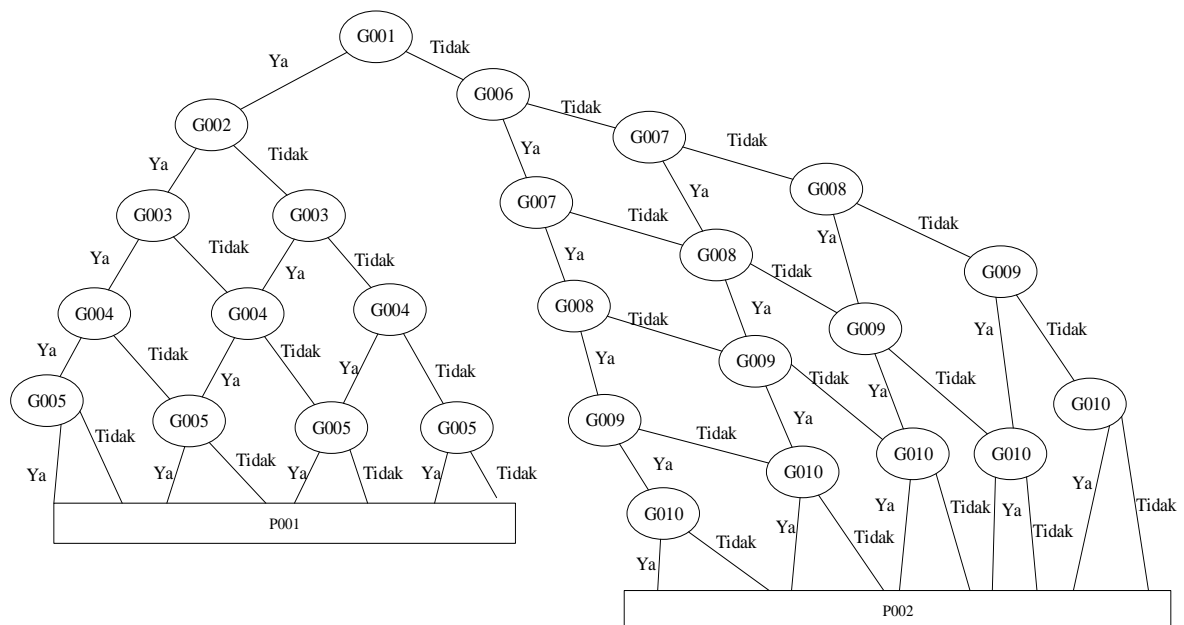 G001
Ya
Tidak
G006
G002
Tidak
G007
Ya
Tidak
Ya
Tidak
G003
G003
G007
Ya
G008
Tidak
Ya
Tidak
Ya
Tidak
G008
Ya
Tidak
G009
Ya
Tidak
G004
G004
G004
G008
Ya
Tidak
G009
Ya
Tidak
Ya
Tidak
Ya
Tidak
Ya
Tidak
Ya
Tidak
G009
Ya
Tidak
G005
G005
G005
G005
G009
Tidak
Ya
Tidak
G010
Ya
Tidak
Ya
Tidak
Ya
Tidak
Ya
Tidak
Ya
Tidak
G010
G010
G010
Ya
G010
Ya
Tidak
Ya
Tidak
Ya
Tidak
Ya
Tidak
P001
Ya
Tidak
P002